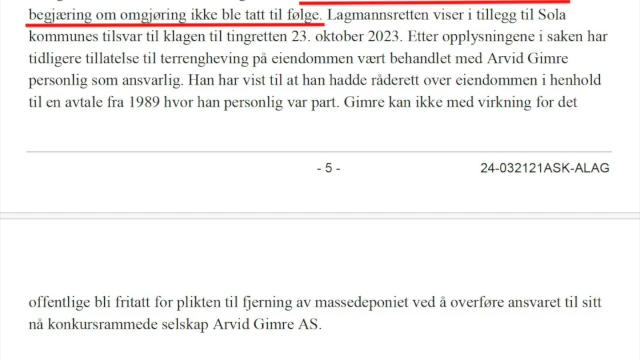 begjæring om omgjøring ikke ble tatt til følge. Lagmannsretten viser i tillegg til Sola
kommunes tilsvar til klagen til tingretten 23. oktober 2023. Etter opplysningene i saken har
tidligere tillatelse til terrengheving på eiendommen vært behandlet med Arvid Gimre
personlig som ansvarlig. Han har vist til at han hadde råderett over eiendommen i henhold
til en avtale fra 1989 hvor han personlig var part. Gimre kan ikke med virkning for det
- 5 -
24-032121ASK-ALAG
offentlige bli fritatt for plikten til fjerning av massedeponiet ved å overføre ansvaret til sitt
nå konkursrammede selskap Arvid Gimre AS.